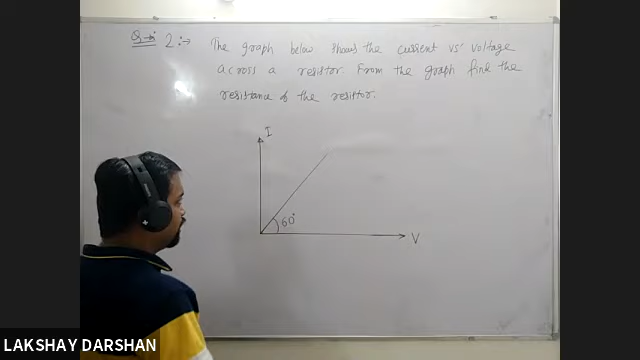 Q→ 2:→ The graph below shows the current vs' voltage
across a resistor. From the graph find the
resistance of the resistor.
I
60°
V
LAKSHAY DARSHAN